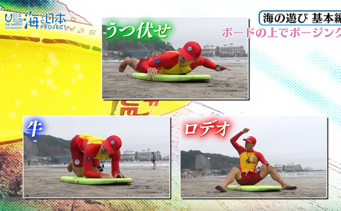 海と日本
PROJECT
海の遊び 基本編
ボードの上でポージング
うつ伏せ
牛
ロデオ